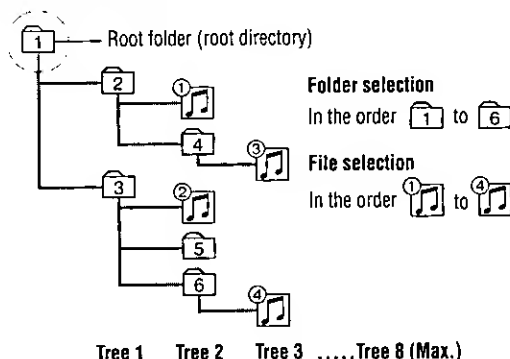 1 Root folder (root directory)
2 ①
Folder selection
In the order 1 to 6
4 ③
File selection
3 ②
In the order ① to ④
5
6 ④
Tree 1 Tree 2 Tree 3 .....Tree 8 (Max.)